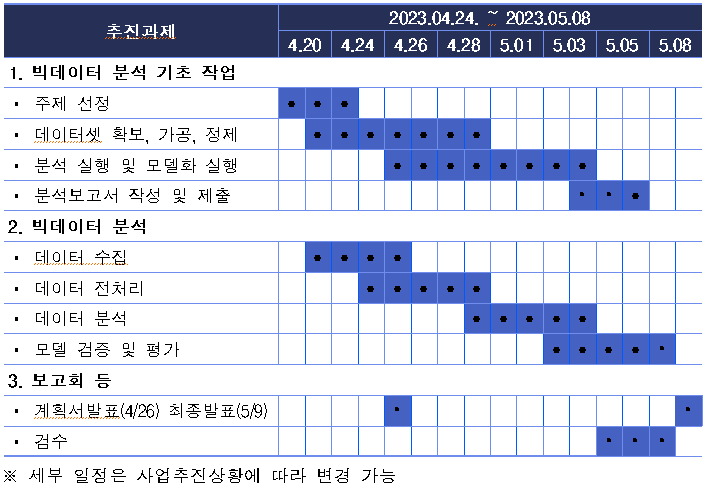 추진과제
2023.04.24. ~ 2023.05.08
4.20 4.24 4.26 4.28 5.01 5.03 5.05 5.08
1. 빅데이터 분석 기초 작업
• 주제 선정
• 데이터셋 확보, 가공, 정제
• 분석 실행 및 모델화 실행
• 분석보고서 작성 및 제출
2. 빅데이터 분석
• 데이터 수집
• 데이터 전처리
• 데이터 분석
• 모델 검증 및 평가
3. 보고회 등
• 계획서발표(4/26) 최종발표(5/9)
• 검수
※ 세부 일정은 사업추진상황에 따라 변경 가능